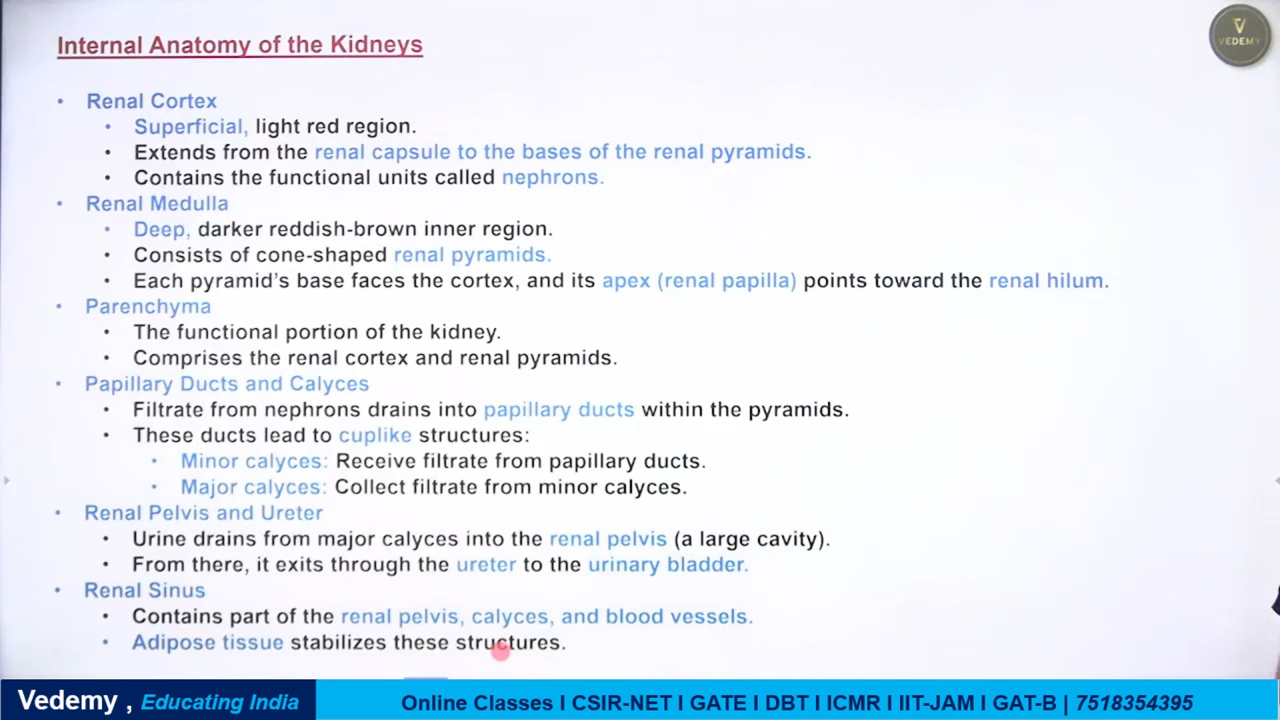 Internal Anatomy of the Kidneys
V
VEDEMY
• Renal Cortex
• Superficial, light red region.
• Extends from the renal capsule to the bases of the renal pyramids.
• Contains the functional units called nephrons.
• Renal Medulla
• Deep, darker reddish-brown inner region.
• Consists of cone-shaped renal pyramids.
• Each pyramid's base faces the cortex, and its apex (renal papilla) points toward the renal hilum.
• Parenchyma
• The functional portion of the kidney.
• Comprises the renal cortex and renal pyramids.
• Papillary Ducts and Calyces
• Filtrate from nephrons drains into papillary ducts within the pyramids.
• These ducts lead to cuplike structures:
• Minor calyces: Receive filtrate from papillary ducts.
• Major calyces: Collect filtrate from minor calyces.
• Renal Pelvis and Ureter
• Urine drains from major calyces into the renal pelvis (a large cavity).
• From there, it exits through the ureter to the urinary bladder.
• Renal Sinus
• Contains part of the renal pelvis, calyces, and blood vessels.
• Adipose tissue stabilizes these structures.
Vedemy , Educating India
Online Classes I CSIR-NET I GATE I DBT I ICMR I IIT-JAM I GAT-B | 7518354395